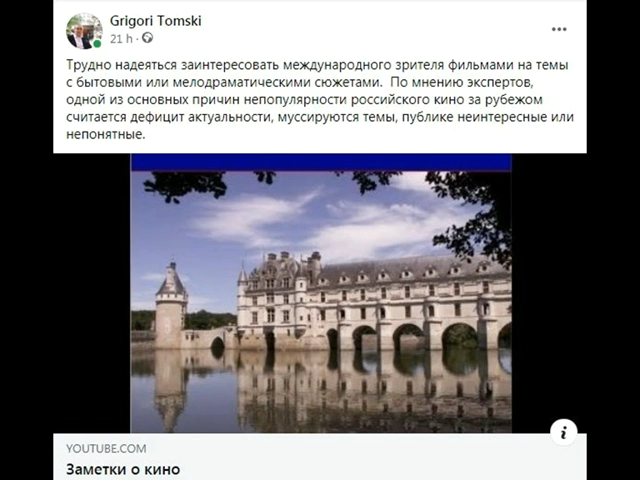 Grigori Tomski
21 h ·
Трудно надеяться заинтересовать международного зрителя фильмами на темы
с бытовыми или мелодраматическими сюжетами. По мнению экспертов,
одной из основных причин непопулярности российского кино за рубежом
считается дефицит актуальности, муссируются темы, публике неинтересные или
непонятные.
YOUTUBE.COM
Заметки о кино